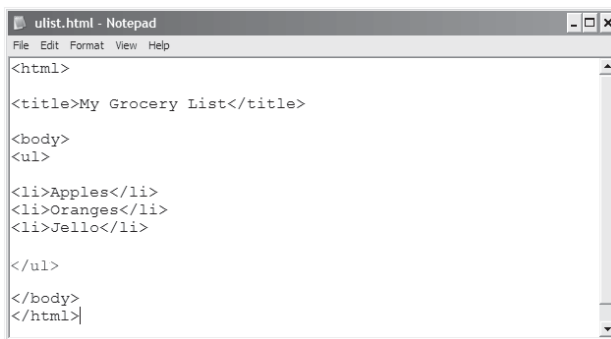 ulist.html - Notepad
File Edit Format View Help
<html>
<title>My Grocery List</title>
<body>
<ul>
<li>Apples</li>
<li>Oranges</li>
<li>Jello</li>
</ul>
</body>
</html>